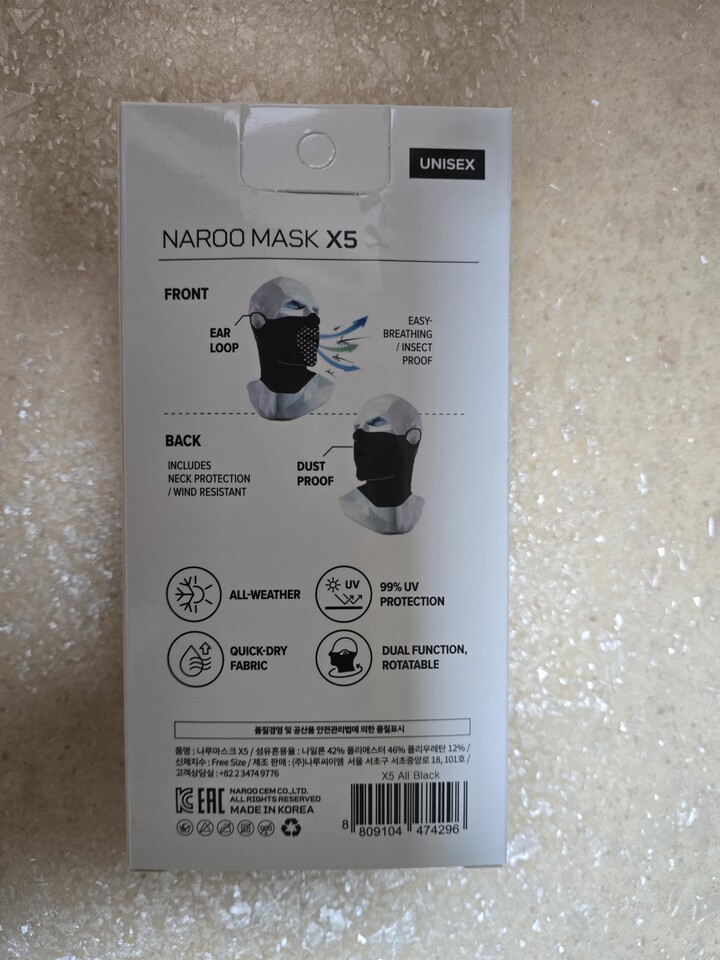 UNISEX
NAROO MASK X5
FRONT
EAR
LOOP
EASY-
BREATHING
/ INSECT
PROOF
BACK
INCLUDES
NECK PROTECTION
/ WIND RESISTANT
DUST
PROOF
ALL-WEATHER
UV
99% UV
PROTECTION
QUICK-DRY
FABRIC
DUAL FUNCTION,
ROTATABLE
품질경영 및 공산품 안전관리법에 의한 품질표시
품명 : 나루마스크 X5 / 섬유혼용율 : 나일론 42% 폴리에스터 46% 폴리우레탄 12% /
신체치수 : Free Size / 제조 판매 : (주)나루씨이엠 서울 서초구 서초중앙로 18, 101호 /
고객상담실 : +82 2 3474 9776
X5 All Black
EAC
NAROO CEM CO.,LTD.
ALL RIGHTS RESERVED
MADE IN KOREA
8 809104 474296